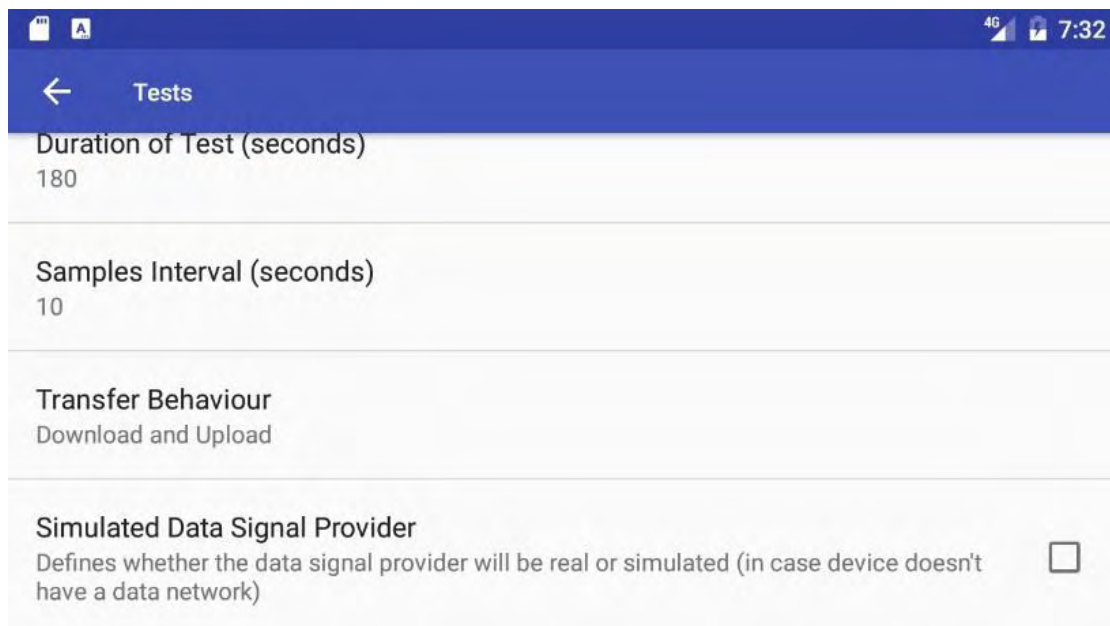 4G 7:32
Tests
Duration of Test (seconds)
180
Samples Interval (seconds)
10
Transfer Behaviour
Download and Upload
Simulated Data Signal Provider
Defines whether the data signal provider will be real or simulated (in case device doesn't
have a data network)